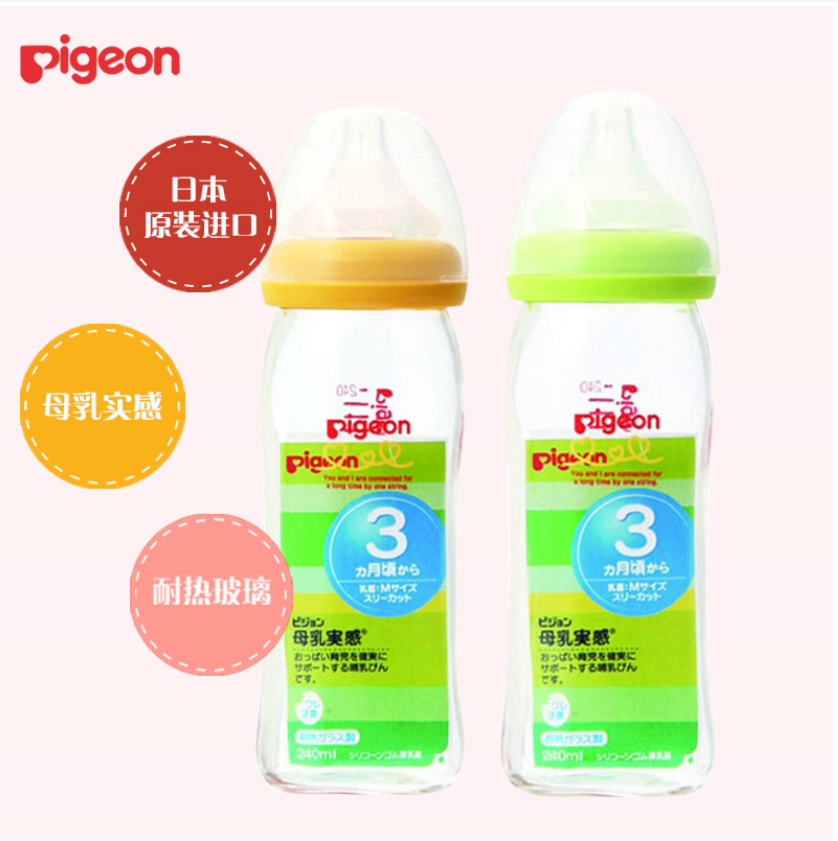 pigeon
日本
原装进口
母乳实感
耐热玻璃
240
pigeon
pigeon
You and I are connected for
a long time by one string.
3
カ月頃から
乳首:Mサイズ
スリーカット
ピジョン
母乳実感®
おっぱい育児を確実に
サポートする哺乳びん
です。
ワレ
注意
耐熱ガラス製
240ml
シリコーンゴム製乳首
240
pigeon
pigeon
You and I are connected for
a long time by one string.
3
カ月頃から
乳首:Mサイズ
スリーカット
ピジョン
母乳実感®
おっぱい育児を確実に
サポートする哺乳びん
です。
ワレ
注意
耐熱ガラス製
240ml
シリコーンゴム製乳首